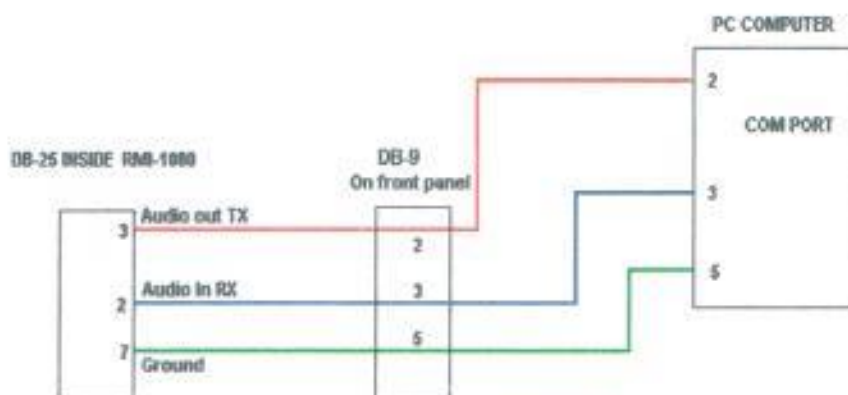 PC COMPUTER
2
COM PORT
DB-25 INSIDE RMI-1080
DB-9
On front panel
Audio out TX
3
2
3
Audio In RX
2
3
5
5
7
Ground